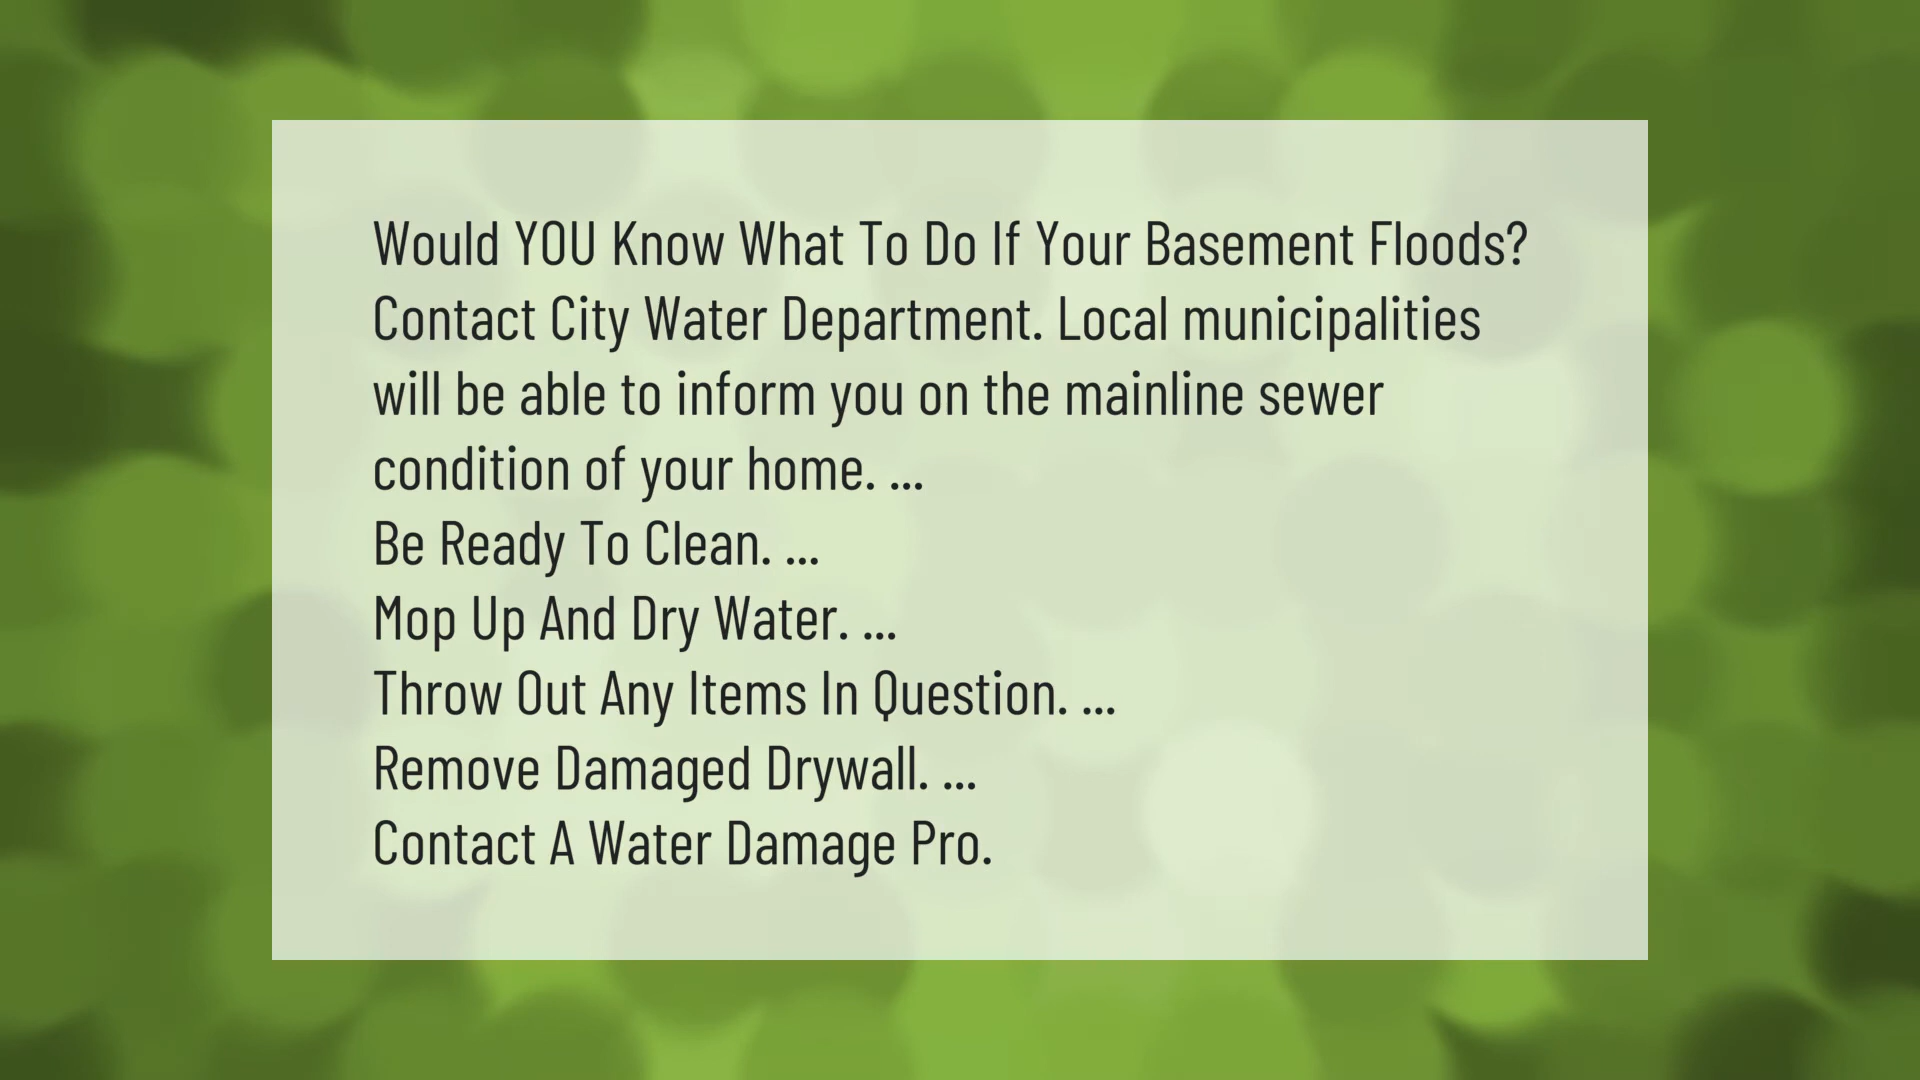 Would YOU Know What To Do If Your Basement Floods?
Contact City Water Department. Local municipalities
will be able to inform you on the mainline sewer
condition of your home. ...
Be Ready To Clean. ...
Mop Up And Dry Water. ...
Throw Out Any Items In Question. ...
Remove Damaged Drywall. ...
Contact A Water Damage Pro.